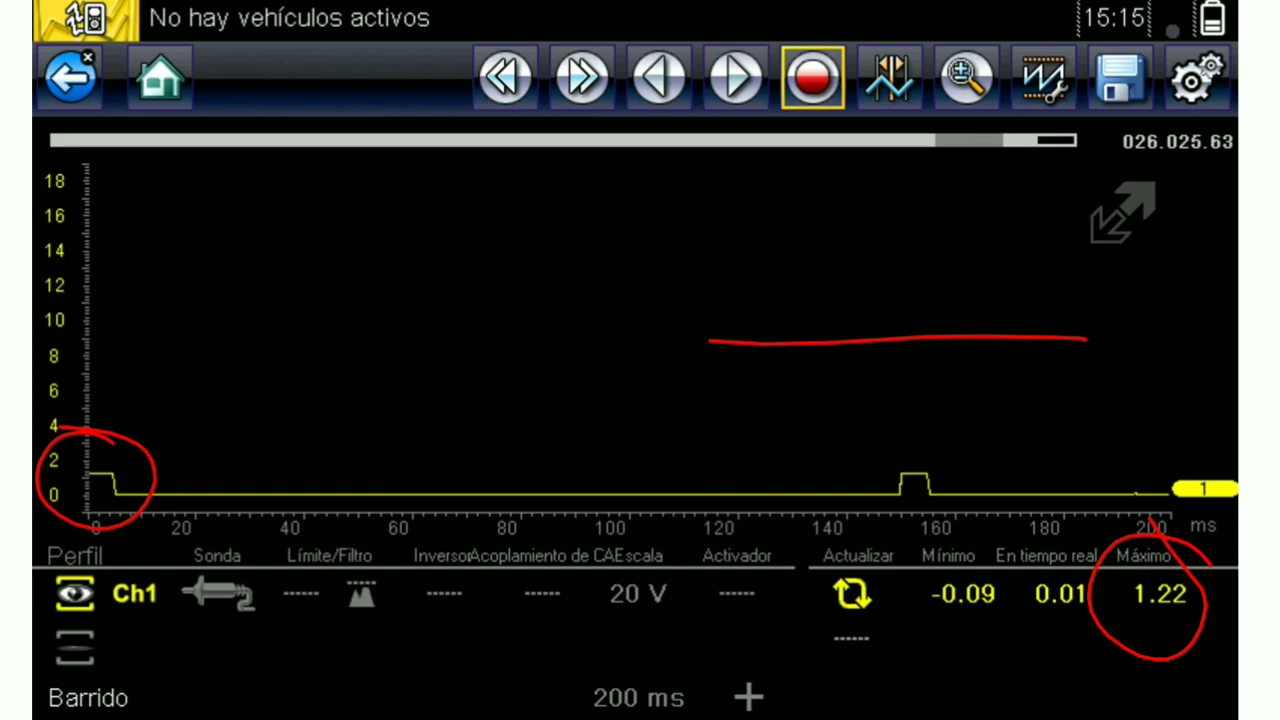 No hay vehículos activos 15:15
026.025.63
18
16
14
12
10
8
6
4
2
0
1
0 20 40 60 80 100 120 140 160 180 200 ms
Perfil Sonda Límite/Filtro Inversor Acoplamiento de CA Escala Activador Actualizar Mínimo En tiempo real Máximo
Ch1 ------ ------ ------ 20 V ------ -0.09 0.01 1.22
------
Barrido 200 ms +